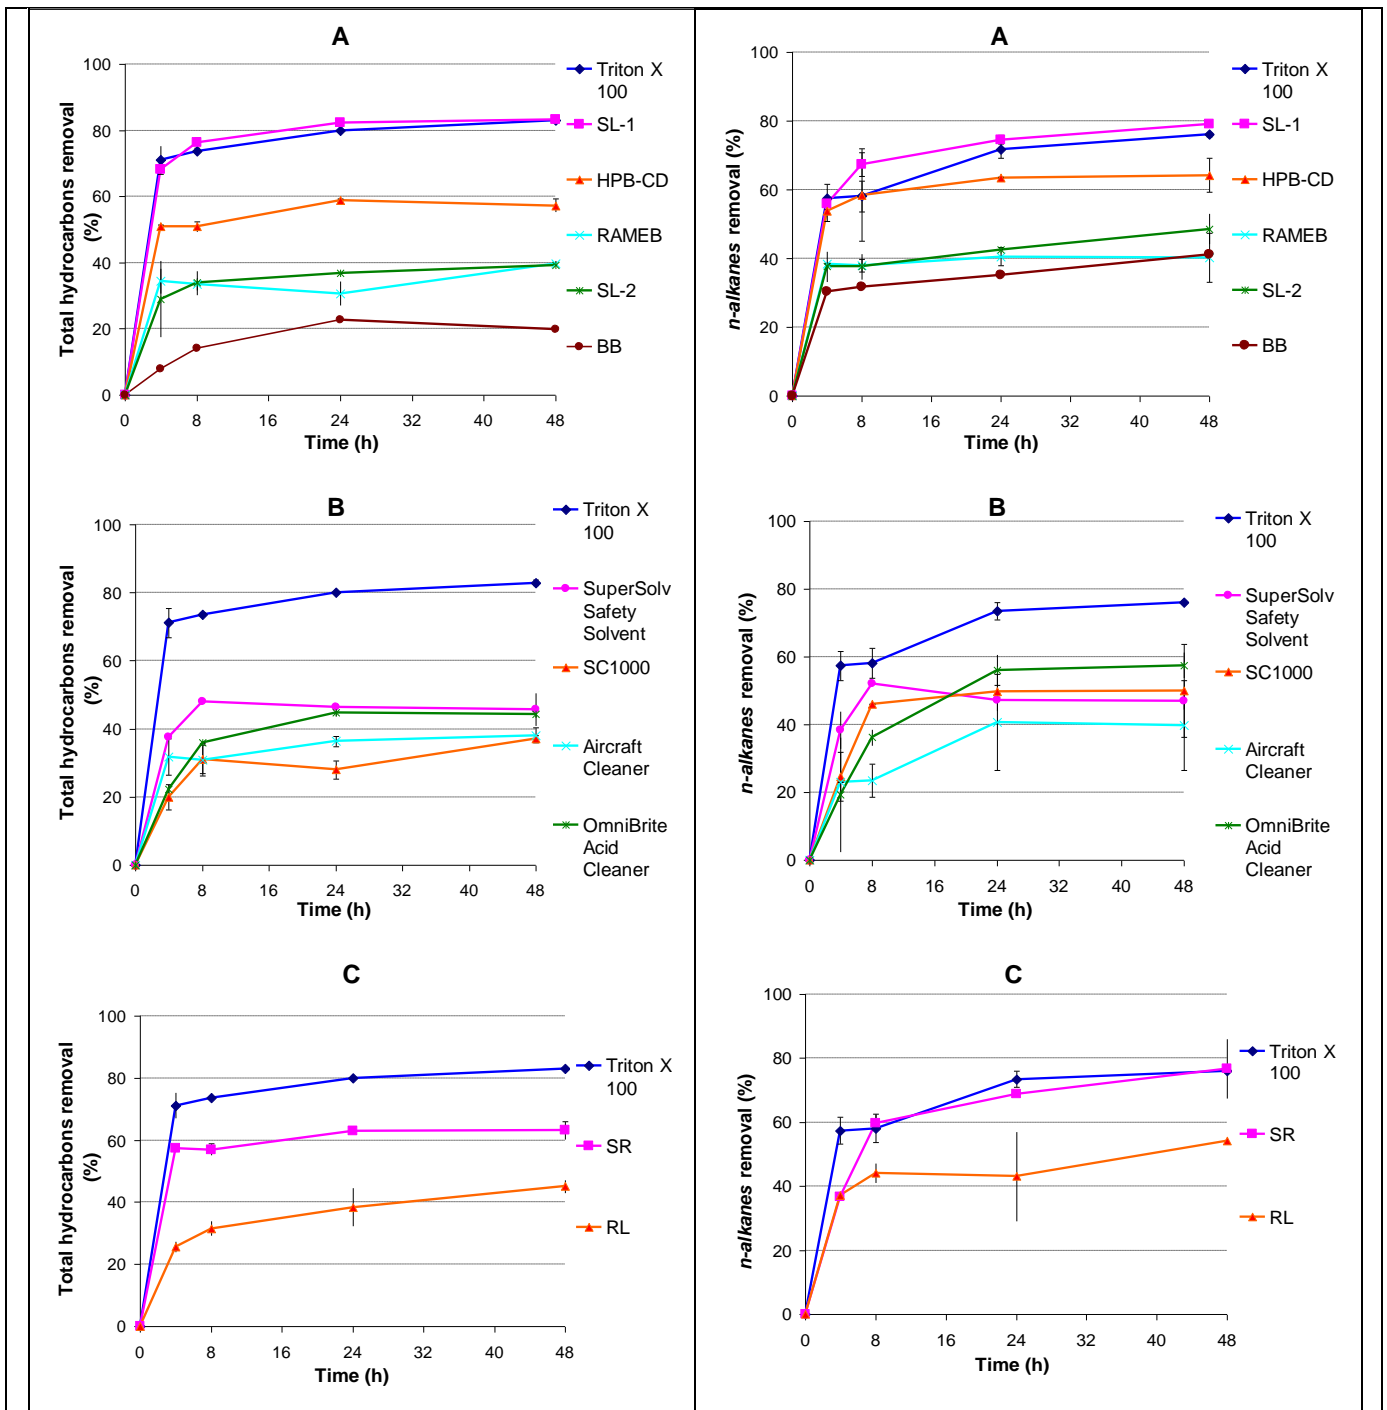 A
Total hydrocarbons removal
(%)
100
80
60
40
20
0
0 8 16 24 32 40 48
Time (h)
Triton X
100
SL-1
HPB-CD
RAMEB
SL-2
BB
A
n-alkanes removal (%)
100
80
60
40
20
0
0 8 16 24 32 40 48
Time (h)
Triton X
100
SL-1
HPB-CD
RAMEB
SL-2
BB
B
Total hydrocarbons removal
(%)
100
80
60
40
20
0
0 8 16 24 32 40 48
Time (h)
Triton X
100
SuperSolv
Safety
Solvent
SC1000
Aircraft
Cleaner
OmniBrite
Acid
Cleaner
B
n-alkanes removal (%)
100
80
60
40
20
0
0 8 16 24 32 40 48
Time (h)
Triton X
100
SuperSolv
Safety
Solvent
SC1000
Aircraft
Cleaner
OmniBrite
Acid
Cleaner
C
Total hydrocarbons removal
(%)
100
80
60
40
20
0
0 8 16 24 32 40 48
Time (h)
Triton X
100
SR
RL
C
n-alkanes removal (%)
100
80
60
40
20
0
0 8 16 24 32 40 48
Time (h)
Triton X
100
SR
RL